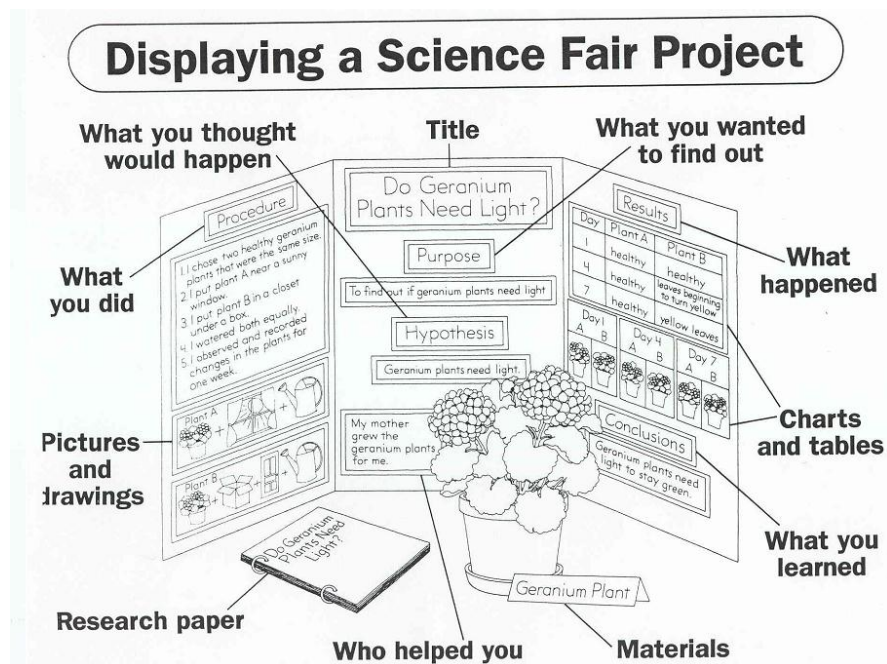 Displaying a Science Fair Project
What you thought
would happen
Title
What you wanted
to find out
Procedure
1. I chose two healthy geranium
plants that were the same size.
2. I put plant A near a sunny
window.
3. I put plant B in a closet
under a box.
4. I watered both equally.
5. I observed and recorded
changes in the plants for
one week.
What
you did
Plant A
Plant B
Pictures
and
drawings
Do Geranium
Plants Need Light?
Purpose
To find out if geranium plants need light
Hypothesis
Geranium plants need light.
My mother
grew the
geranium plants
for me.
Results
Day Plant A Plant B
1 healthy healthy
4 healthy leaves beginning
to turn yellow
7 healthy yellow leaves
Day 1 Day 4 Day 7
A B A B A B
Conclusions
Geranium plants need
light to stay green.
What
happened
Charts
and tables
What you
learned
Do Geranium
Plants Need
Light?
Research paper
Geranium Plant
Who helped you
Materials